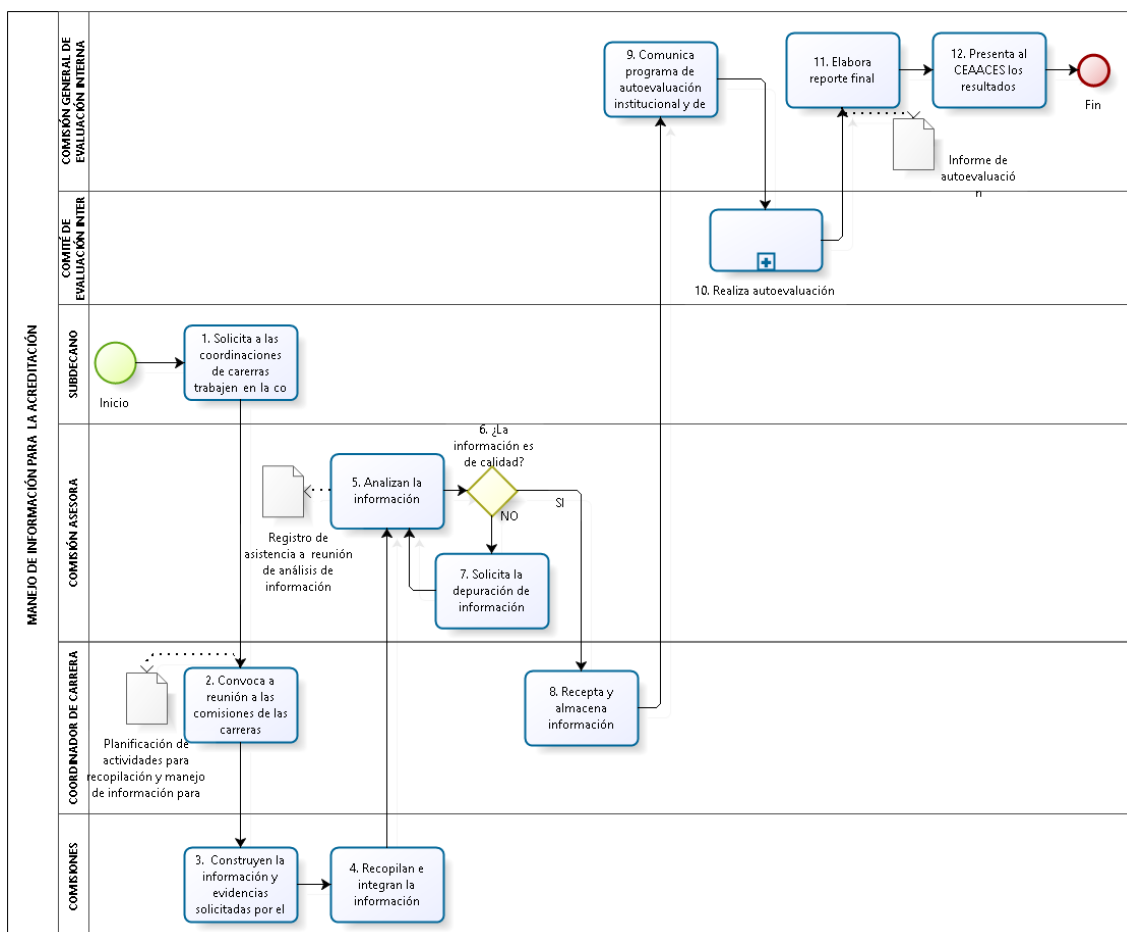 MANEJO DE INFORMACIÓN PARA  LA ACREDITACIÓN
COMISIÓN GENERAL DE
EVALUACIÓN INTERNA
9. Comunica
programa de
autoevaluación
institucional y de
11. Elabora
reporte final
12. Presenta al
CEAACES los
resultados
Fin
Informe de
autoevaluació
n
COMITÉ DE
EVALUACIÓN INTER
10. Realiza autoevaluación
SUBDECANO
Inicio
1. Solicita a las
coordinaciones
de carerras
trabajen en la co
COMISIÓN ASESORA
Registro de
asistencia a reunión
de análisis de
información
5. Analizan la
información
6. ¿La
información es
de calidad?
NO
SI
7. Solicita la
depuración de
información
COORDINADOR DE CARRERA
Planificación de
actividades para
recopilación y manejo
de información para
2. Convoca a
reunión a las
comisiones de las
carreras
8. Recepta y
almacena
información
COMISIONES
3. Construyen la
información y
evidencias
solicitadas por el
4. Recopilan e
integran la
información